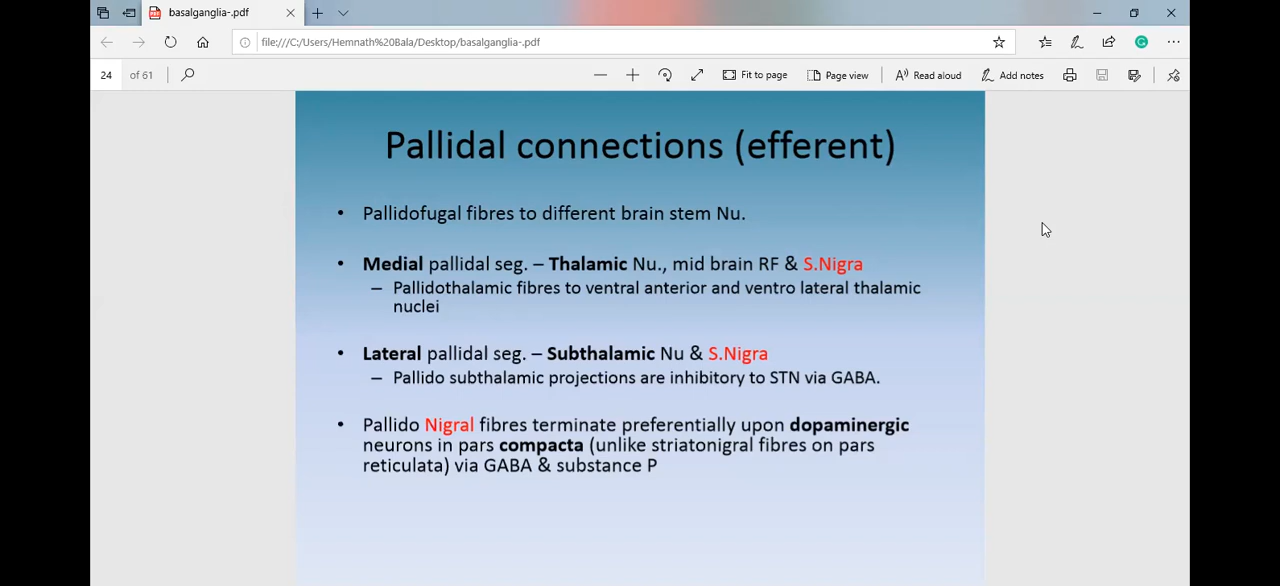 basalganglia-.pdf
file:///C:/Users/Hemnath%20Bala/Desktop/basalganglia-.pdf
24 of 61 Fit to page Page view Read aloud Add notes
Pallidal connections (efferent)
• Pallidofugal fibres to different brain stem Nu.
• Medial pallidal seg. – Thalamic Nu., mid brain RF & S.Nigra
– Pallidothalamic fibres to ventral anterior and ventro lateral thalamic
nuclei
• Lateral pallidal seg. – Subthalamic Nu & S.Nigra
– Pallido subthalamic projections are inhibitory to STN via GABA.
• Pallido Nigral fibres terminate preferentially upon dopaminergic
neurons in pars compacta (unlike striatonigral fibres on pars
reticulata) via GABA & substance P